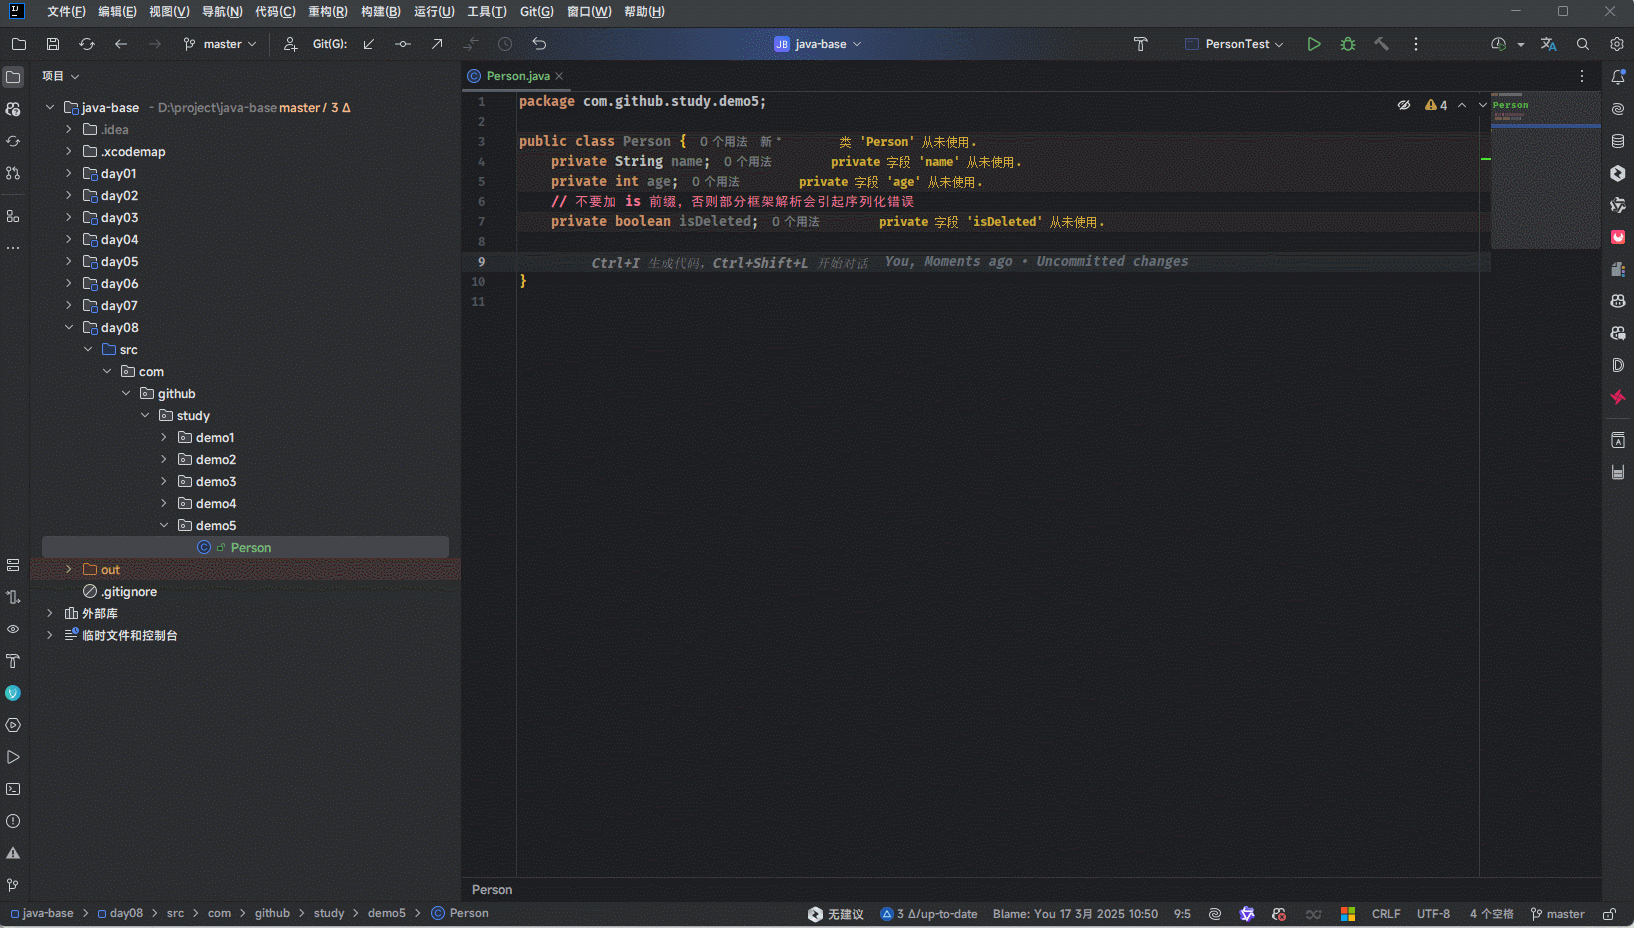 文件(F) 编辑(E) 视图(V) 导航(N) 代码(C) 重构(R) 构建(B) 运行(U) 工具(T) Git(G) 窗口(W) 帮助(H)
master Git(G): JB java-base PersonTest
项目
java-base - D:\project\java-base master / 3 Δ
.idea
.xcodemap
day01
day02
day03
day04
day05
day06
day07
day08
src
com
github
study
demo1
demo2
demo3
demo4
demo5
Person
out
.gitignore
外部库
临时文件和控制台
Person.java
4
1 package com.github.study.demo5;
2
3 public class Person { 0 个用法 新 * 类 'Person' 从未使用.
4 private String name; 0 个用法 private 字段 'name' 从未使用.
5 private int age; 0 个用法 private 字段 'age' 从未使用.
6 // 不要加 is 前缀，否则部分框架解析会引起序列化错误
7 private boolean isDeleted; 0 个用法 private 字段 'isDeleted' 从未使用.
8
9 Ctrl+I 生成代码，Ctrl+Shift+L 开始对话 You, Moments ago • Uncommitted changes
10 }
11
Person
Person
java-base day08 src com github study demo5 Person 无建议 3 Δ/up-to-date Blame: You 17 3月 2025 10:50 9:5 CRLF UTF-8 4 个空格 master